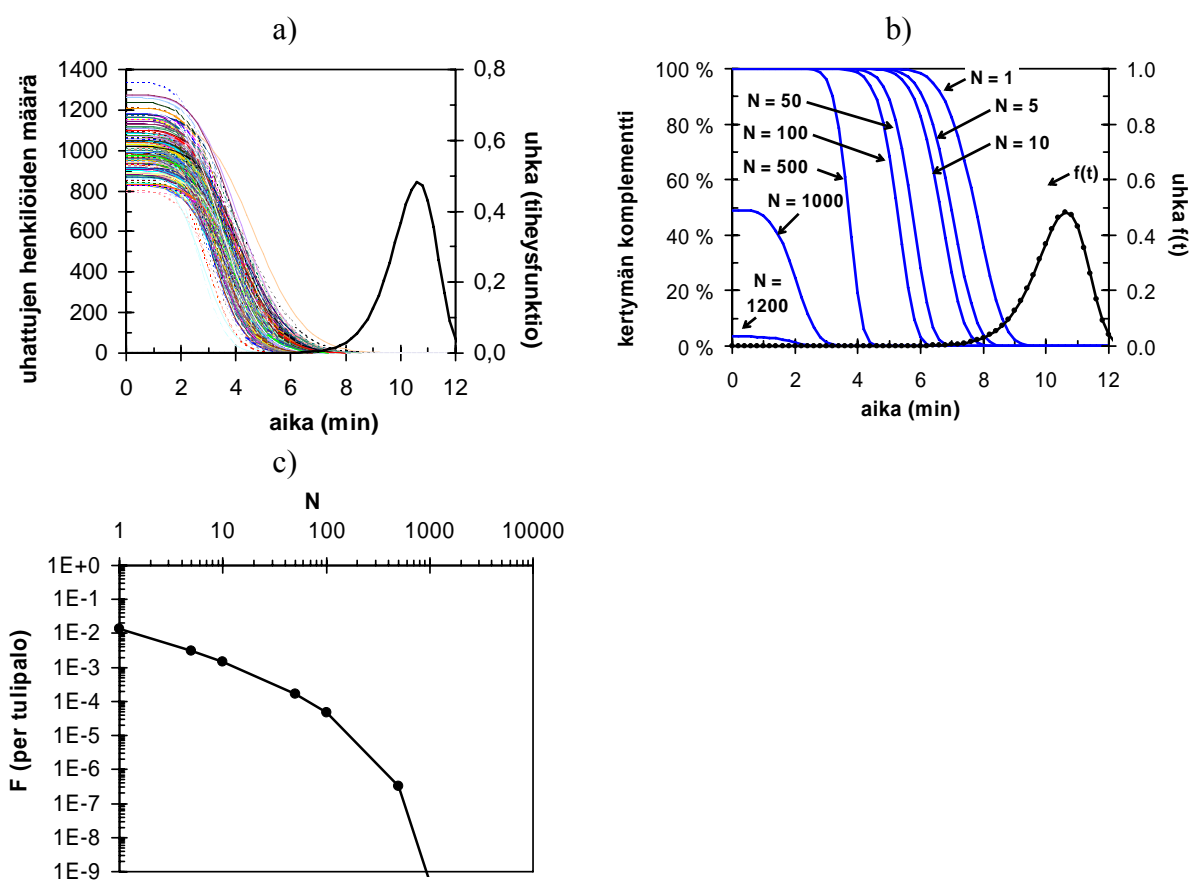 a)
uhattujen henkilöiden määrä
1400
1200
1000
800
600
400
200
0
0,8
0,6
0,4
0,2
0,0
uhka (tiheysfunktio)
0 2 4 6 8 10 12
aika (min)
b)
kertymän komplementti
100 %
80 %
60 %
40 %
20 %
0 %
N = 1
N = 50
N = 5
N = 100
N = 10
N = 500
f(t)
N = 1000
N =
1200
1.0
0.8
0.6
0.4
0.2
0.0
uhka f(t)
0 2 4 6 8 10 12
aika (min)
c)
N
1 10 100 1000 10000
F (per tulipalo)
1E+0
1E-1
1E-2
1E-3
1E-4
1E-5
1E-6
1E-7
1E-8
1E-9